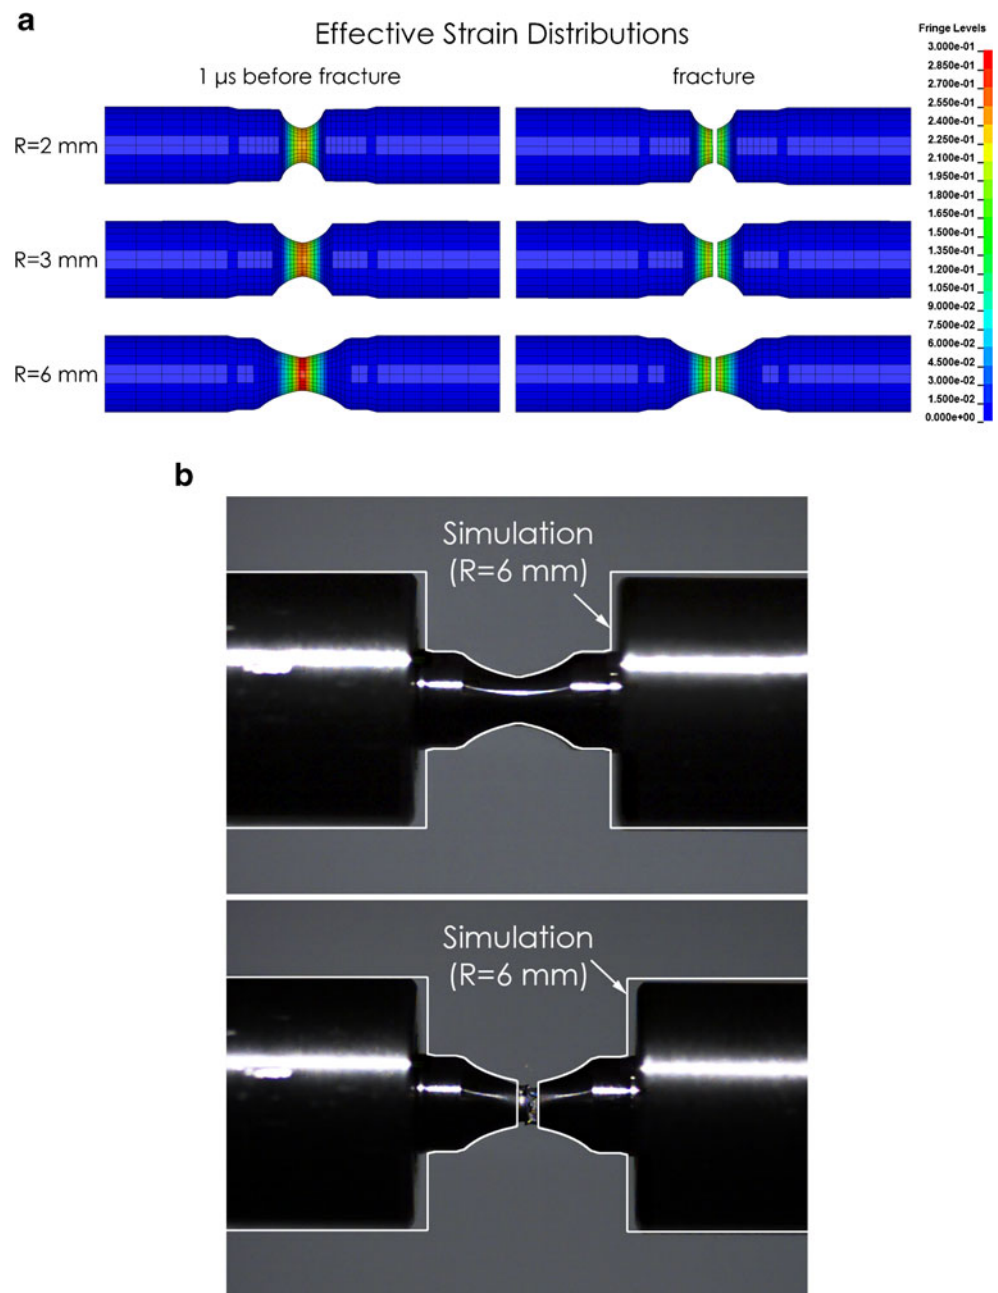 a
Effective Strain Distributions
1 µs before fracture
fracture
Fringe Levels
3.000e-01
2.850e-01
2.700e-01
2.550e-01
2.400e-01
2.250e-01
2.100e-01
1.950e-01
1.800e-01
1.650e-01
1.500e-01
1.350e-01
1.200e-01
1.050e-01
9.000e-02
7.500e-02
6.000e-02
4.500e-02
3.000e-02
1.500e-02
0.000e+00
R=2 mm
R=3 mm
R=6 mm
b
Simulation
(R=6 mm)
Simulation
(R=6 mm)